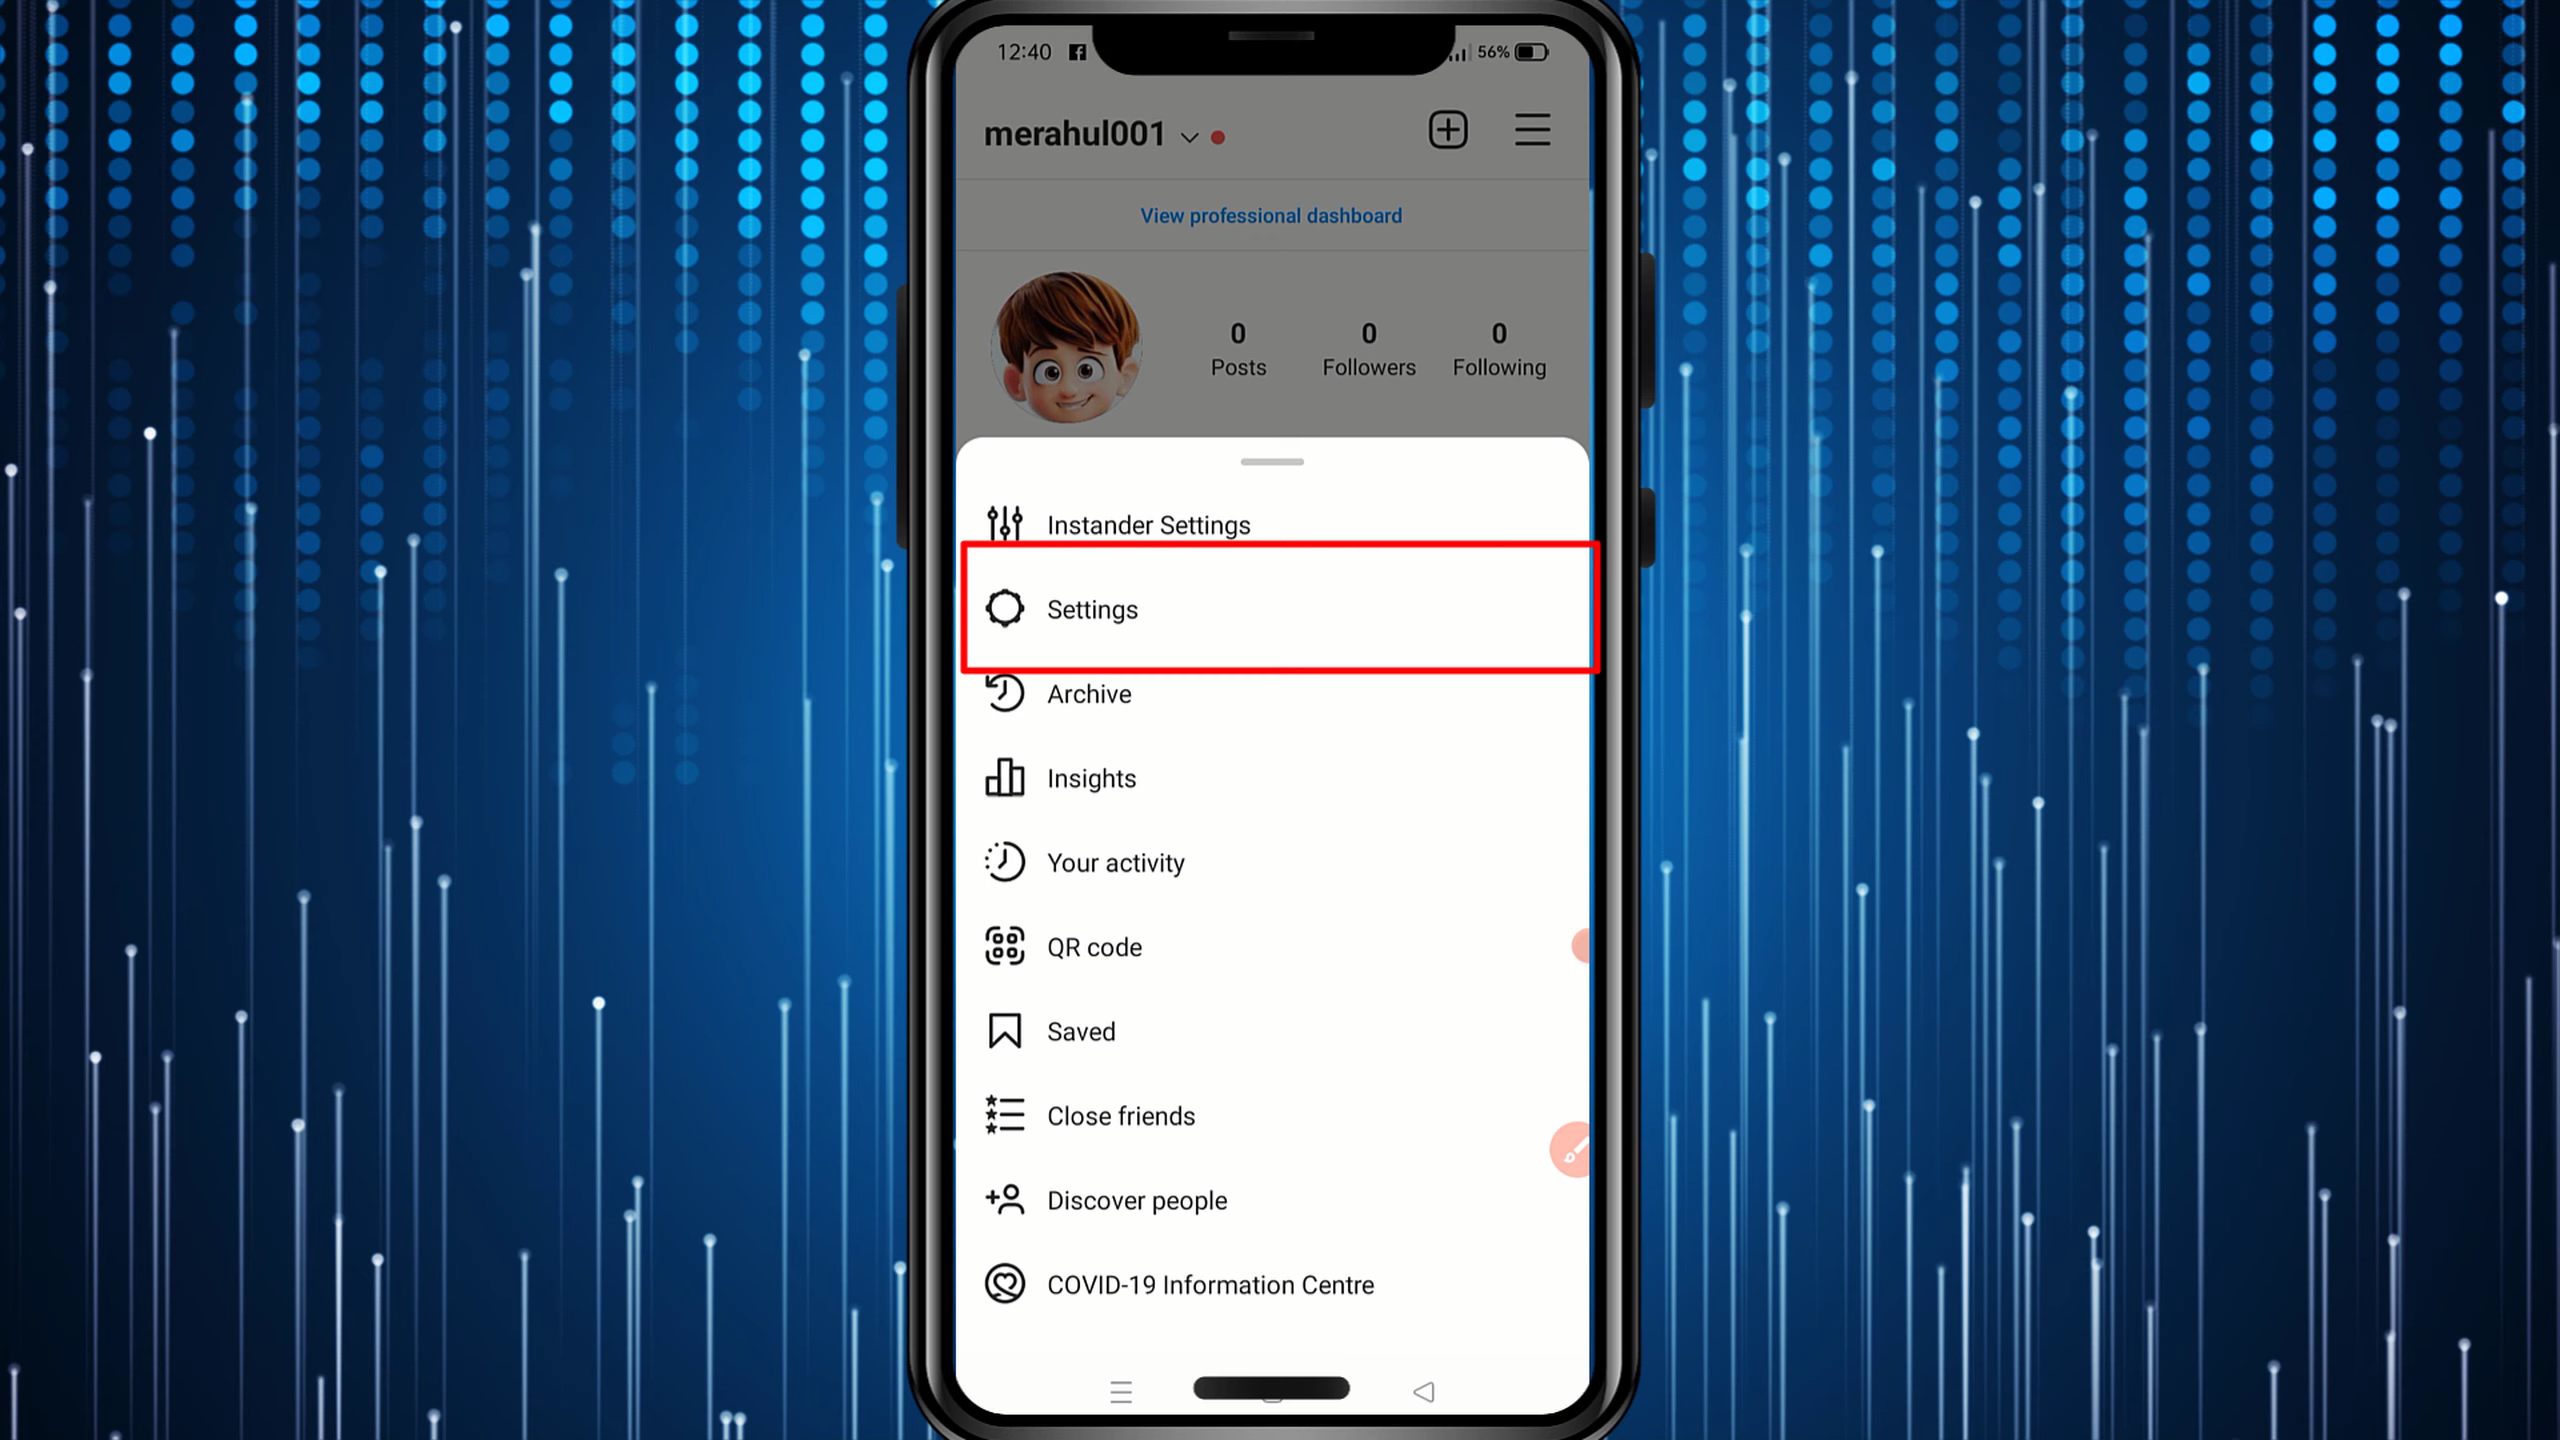 12:40 56%
merahul001
View professional dashboard
0 0 0
Posts Followers Following
Instander Settings
Settings
Archive
Insights
Your activity
QR code
Saved
Close friends
Discover people
COVID-19 Information Centre